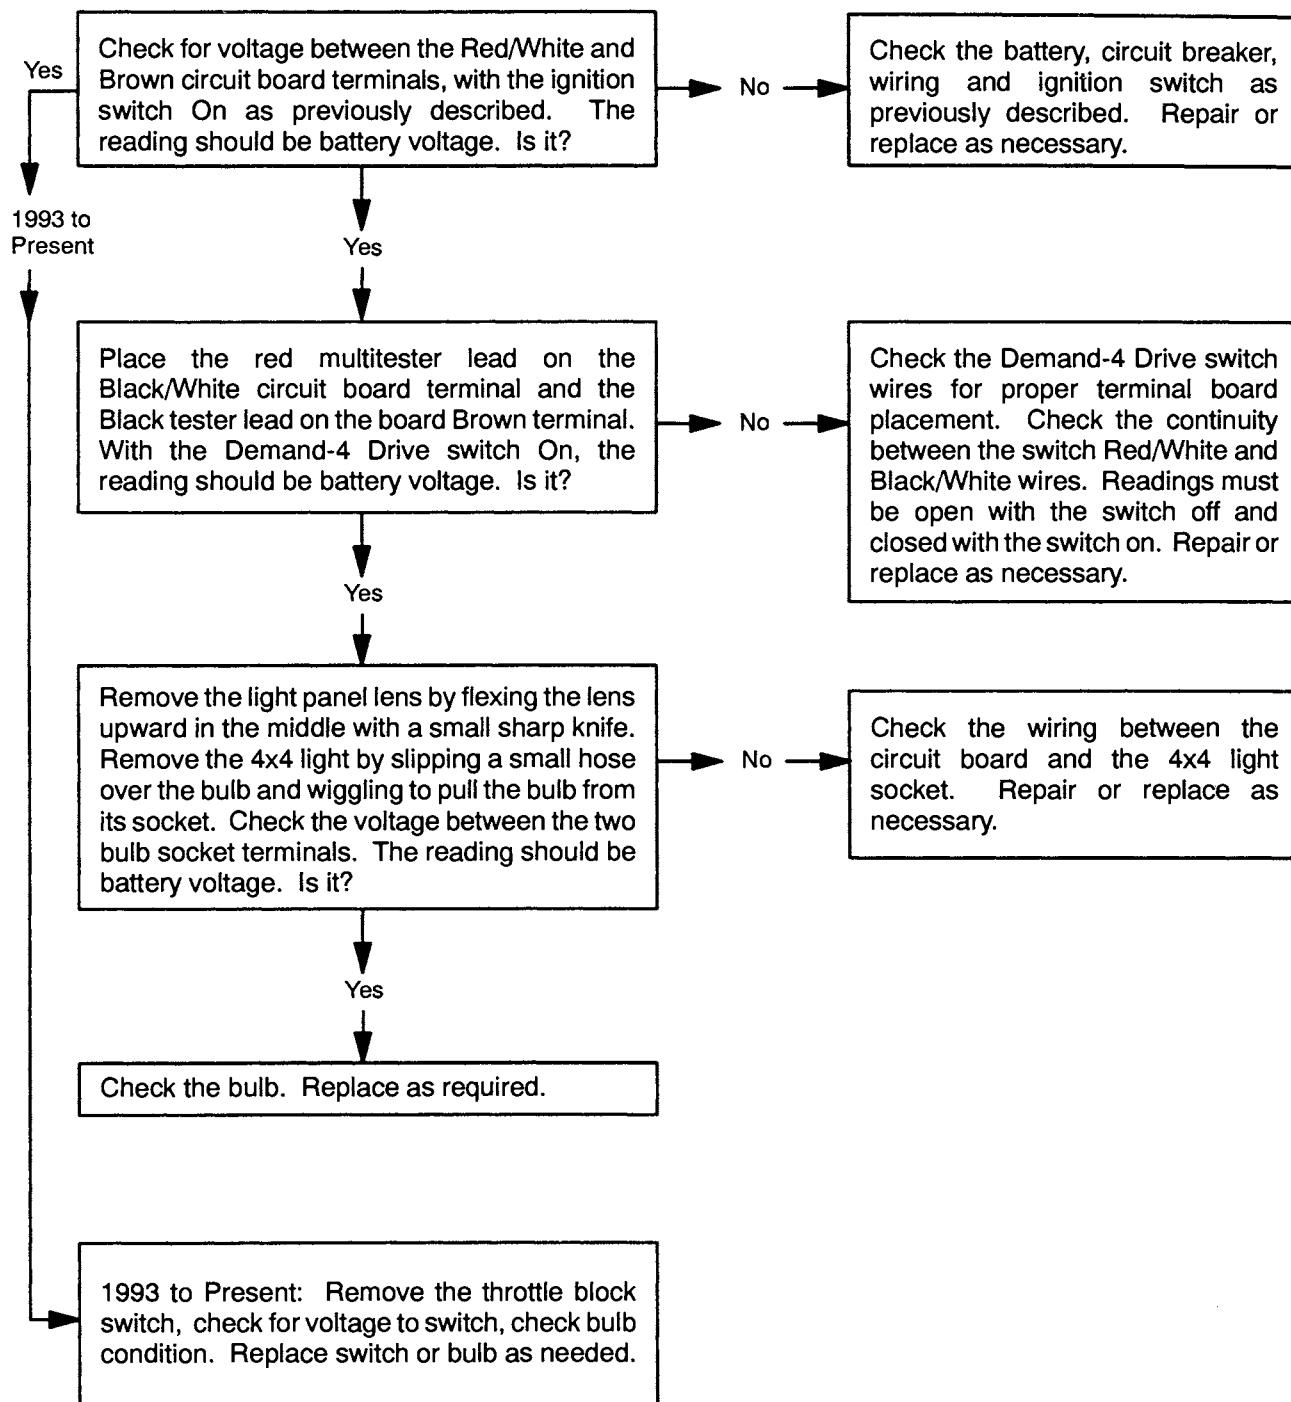 Check for voltage between the Red/White and
Brown circuit board terminals, with the ignition
switch On as previously described. The
reading should be battery voltage. Is it?
No
Check the battery, circuit breaker,
wiring and ignition switch as
previously described. Repair or
replace as necessary.
Yes
1993 to
Present
Yes
Place the red multitester lead on the
Black/White circuit board terminal and the
Black tester lead on the board Brown terminal.
With the Demand-4 Drive switch On, the
reading should be battery voltage. Is it?
No
Check the Demand-4 Drive switch
wires for proper terminal board
placement. Check the continuity
between the switch Red/White and
Black/White wires. Readings must
be open with the switch off and
closed with the switch on. Repair or
replace as necessary.
Yes
Remove the light panel lens by flexing the lens
upward in the middle with a small sharp knife.
Remove the 4x4 light by slipping a small hose
over the bulb and wiggling to pull the bulb from
its socket. Check the voltage between the two
bulb socket terminals. The reading should be
battery voltage. Is it?
No
Check the wiring between the
circuit board and the 4x4 light
socket. Repair or replace as
necessary.
Yes
Check the bulb. Replace as required.
1993 to Present: Remove the throttle block
switch, check for voltage to switch, check bulb
condition. Replace switch or bulb as needed.